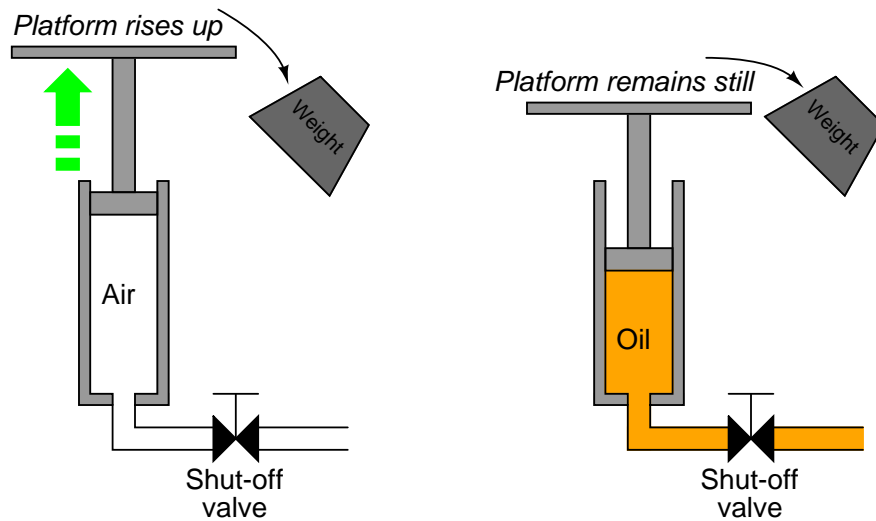 Platform rises up
Weight
Air
Shut-off
valve
Platform remains still
Weight
Oil
Shut-off
valve